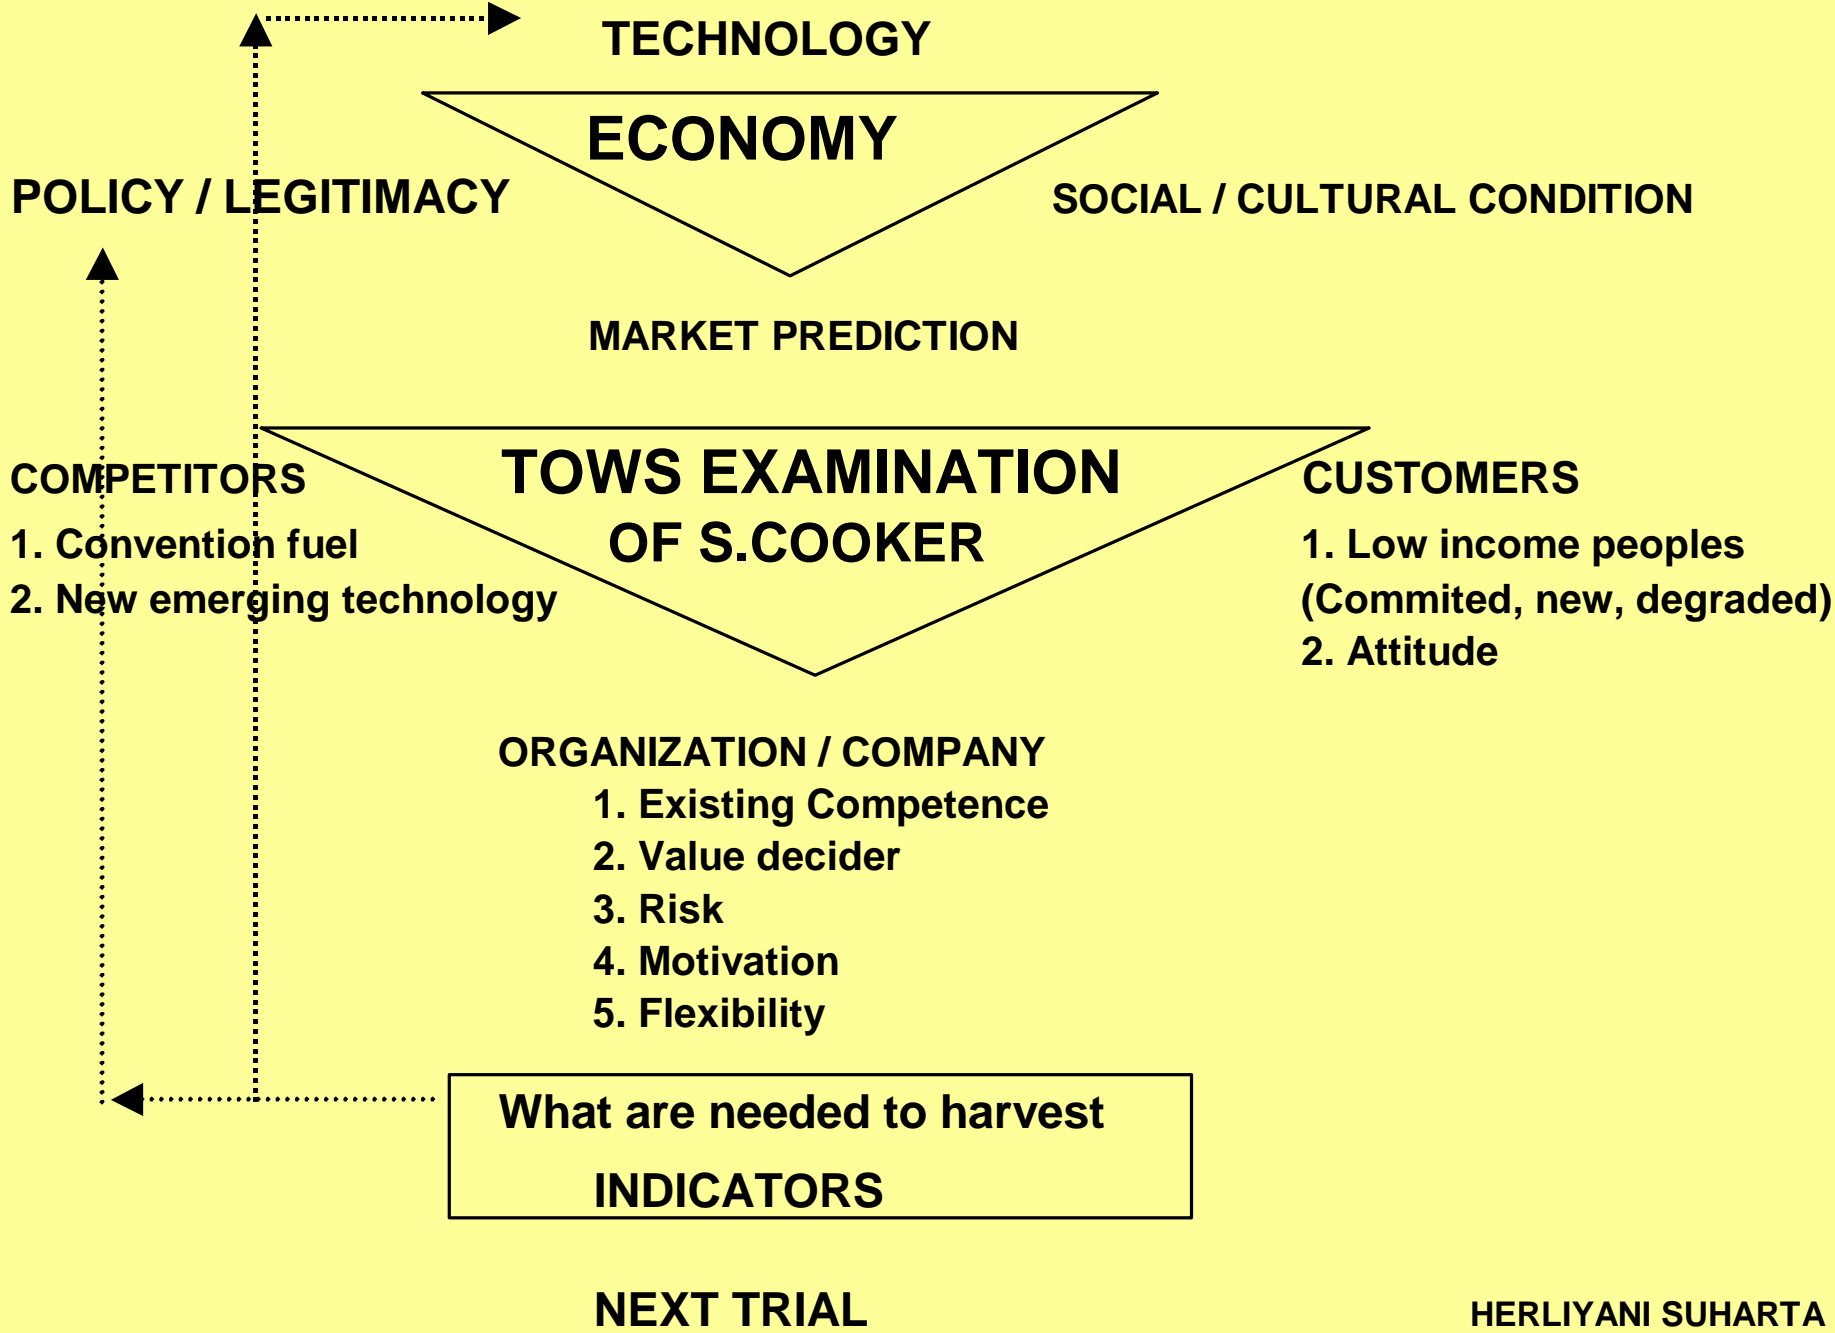 TECHNOLOGY
ECONOMY
POLICY / LEGITIMACY
SOCIAL / CULTURAL CONDITION
MARKET PREDICTION
TOWS EXAMINATION
OF S.COOKER
COMPETITORS
1. Convention fuel
2. New emerging technology
CUSTOMERS
1. Low income peoples
(Commited, new, degraded)
2. Attitude
ORGANIZATION / COMPANY
1. Existing Competence
2. Value decider
3. Risk
4. Motivation
5. Flexibility
What are needed to harvest
INDICATORS
NEXT TRIAL
HERLIYANI SUHARTA